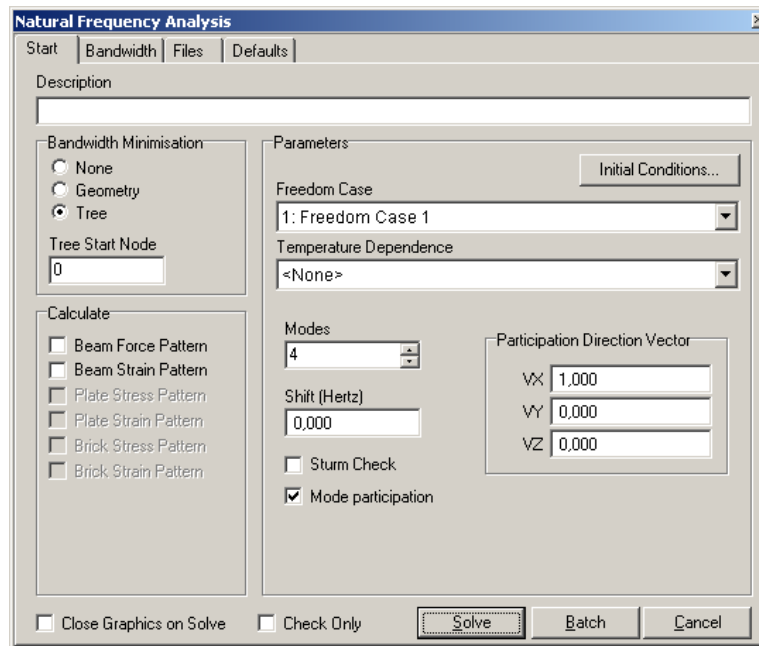 Natural Frequency Analysis
Start Bandwidth Files Defaults
Description
Bandwidth Minimisation
None
Geometry
Tree
Tree Start Node
0
Calculate
Beam Force Pattern
Beam Strain Pattern
Plate Stress Pattern
Plate Strain Pattern
Brick Stress Pattern
Brick Strain Pattern
Parameters
Initial Conditions...
Freedom Case
1: Freedom Case 1
Temperature Dependence
<None>
Modes
4
Shift (Hertz)
0,000
Sturm Check
Mode participation
Participation Direction Vector
VX 1,000
VY 0,000
VZ 0,000
Close Graphics on Solve Check Only Solve Batch Cancel